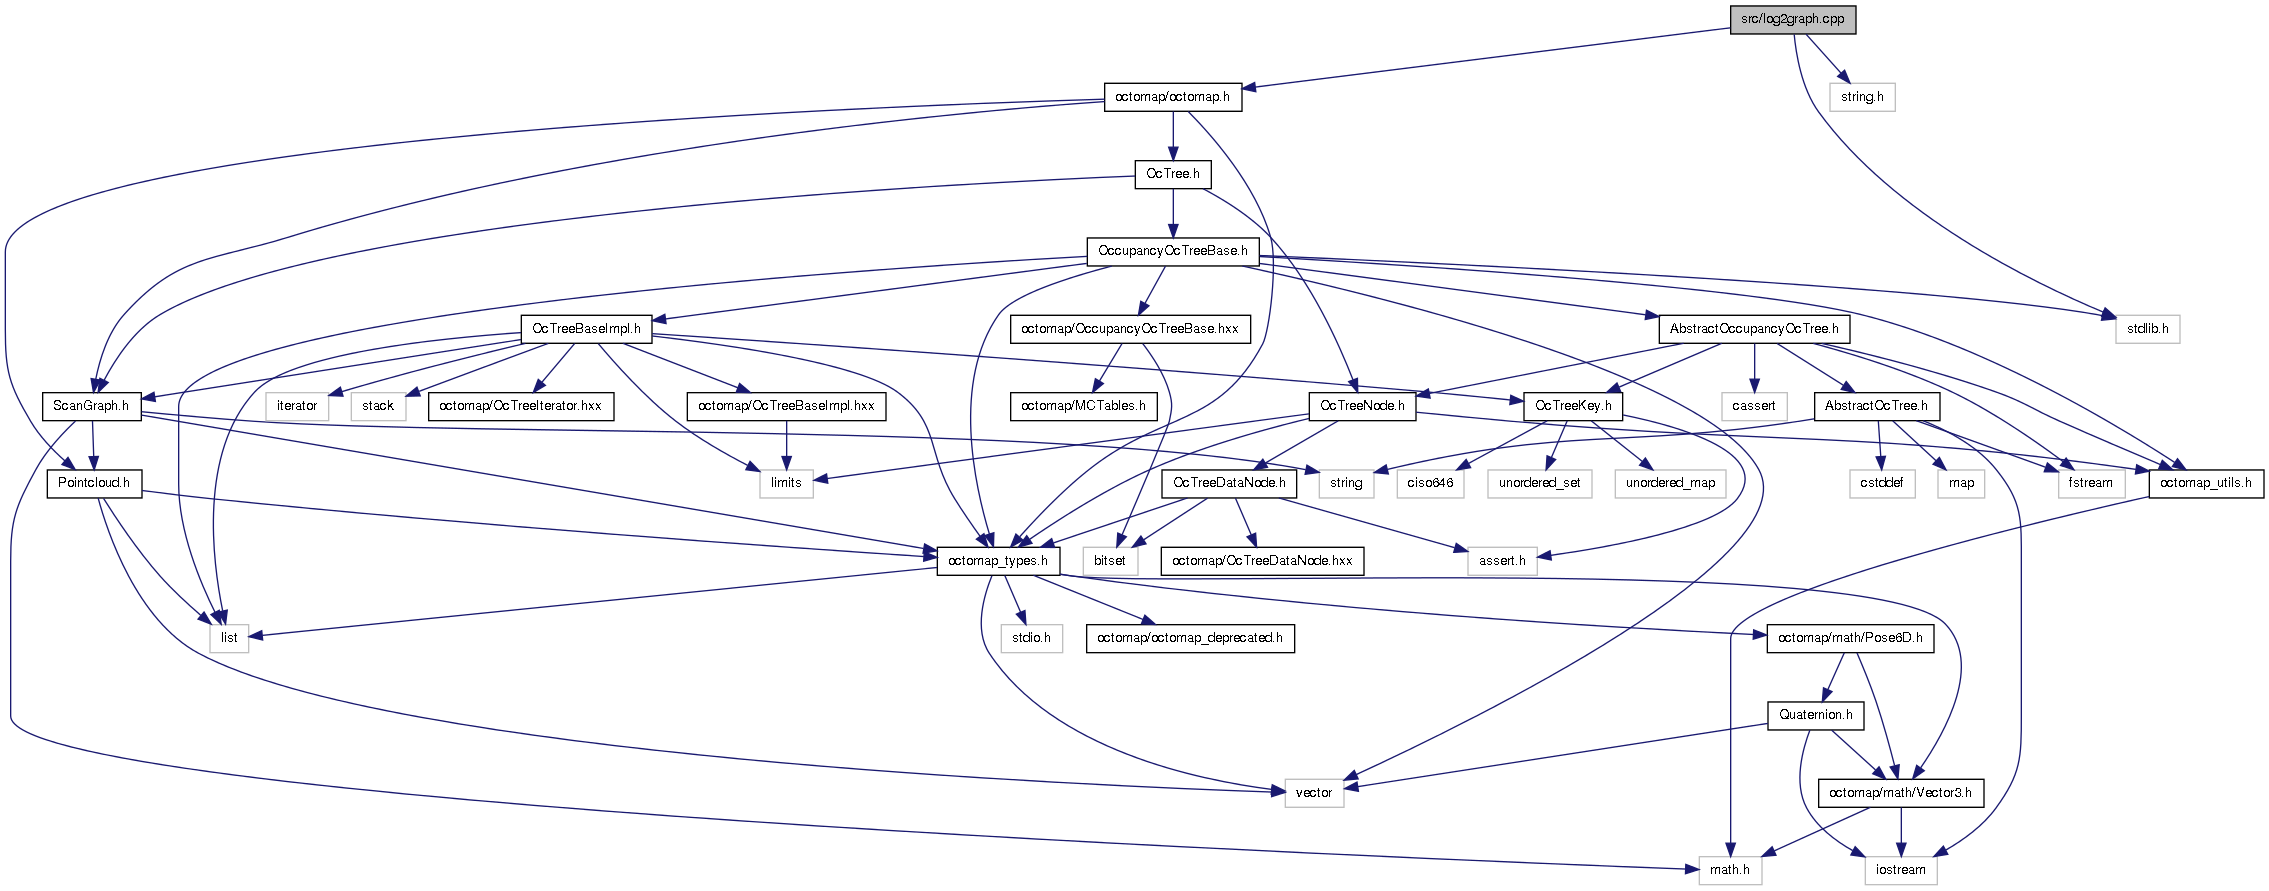 src/log2graph.cpp
octomap/octomap.h
string.h
OcTree.h
OccupancyOcTreeBase.h
OcTreeBaseImpl.h
octomap/OccupancyOcTreeBase.hxx
AbstractOccupancyOcTree.h
stdlib.h
ScanGraph.h
iterator
stack
octomap/OcTreeIterator.hxx
octomap/OcTreeBaseImpl.hxx
octomap/MCTables.h
OcTreeNode.h
OcTreeKey.h
cassert
AbstractOcTree.h
Pointcloud.h
limits
string
OcTreeDataNode.h
ciso646
unordered_set
unordered_map
cstddef
map
fstream
octomap_utils.h
octomap_types.h
bitset
octomap/OcTreeDataNode.hxx
assert.h
list
stdio.h
octomap/octomap_deprecated.h
octomap/math/Pose6D.h
Quaternion.h
vector
octomap/math/Vector3.h
math.h
iostream